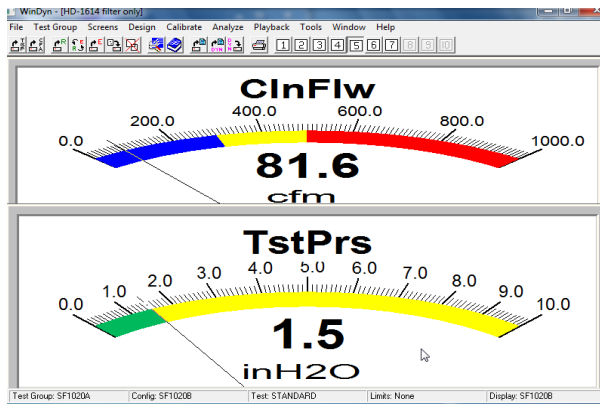 WinDyn - [HD-1614 filter only]
File Test Group Screens Design Calibrate Analyze Playback Tools Window Help
1 2 3 4 5 6 7 8 9 10
ClnFlw
0.0 200.0 400.0 600.0 800.0 1000.0
81.6
cfm
TstPrs
0.0 1.0 2.0 3.0 4.0 5.0 6.0 7.0 8.0 9.0 10.0
1.5
inH2O
Test Group: SF1020A Config: SF1020B Test: STANDARD Limits: None Display: SF1020B